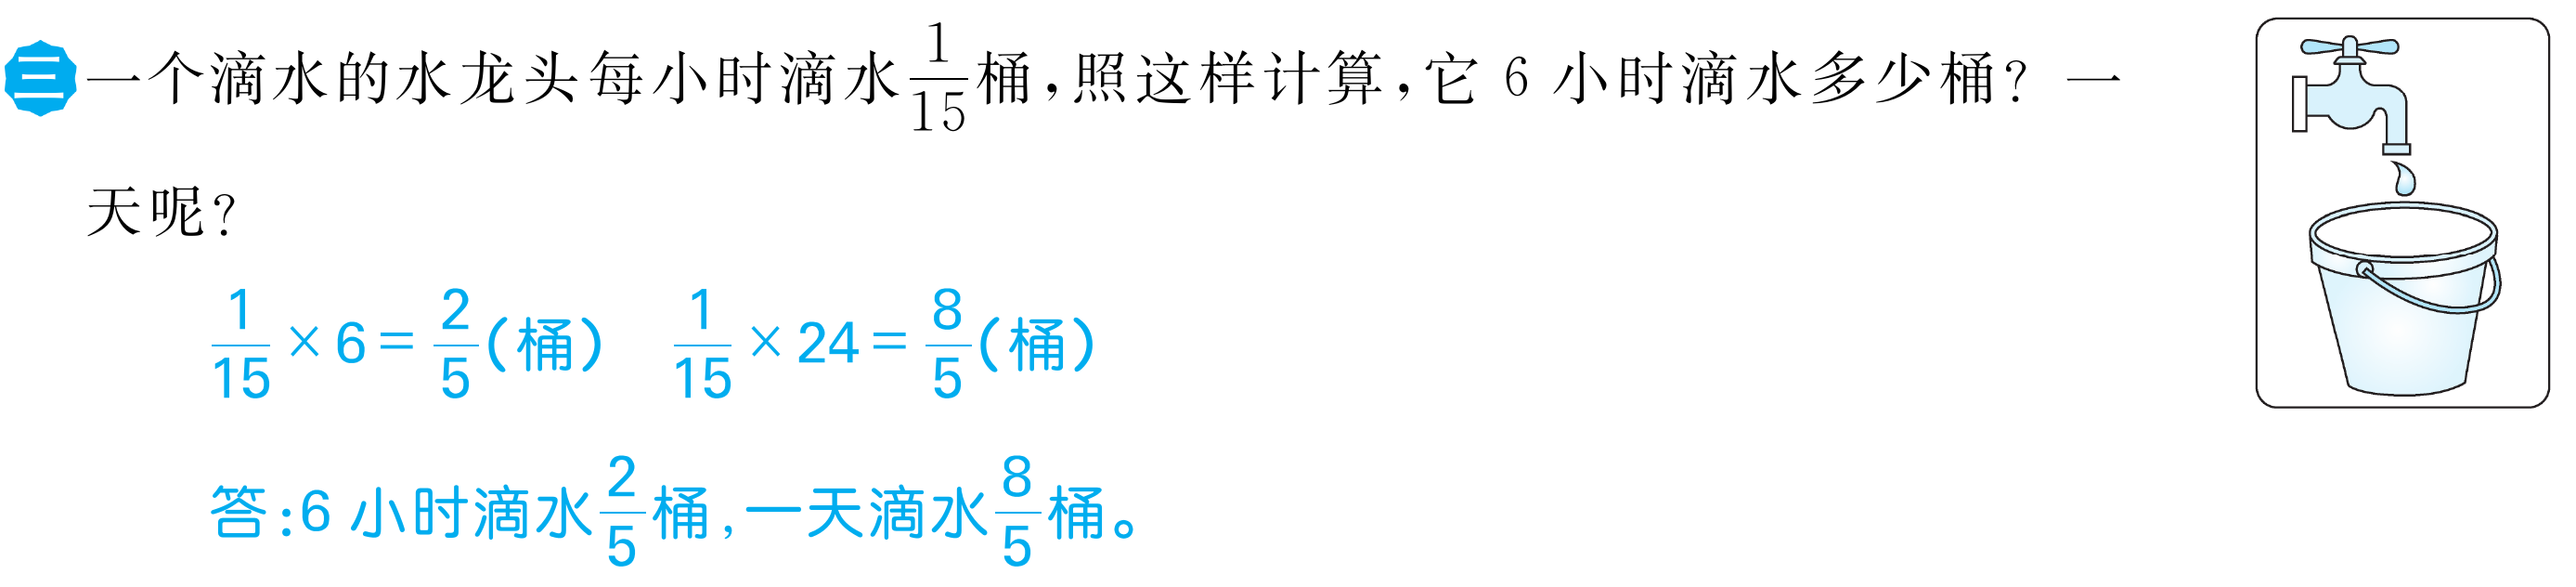 三 一个滴水的水龙头每小时滴水1/15桶,照这样计算,它 6 小时滴水多少桶? 一
天呢?
1/15 × 6 = 2/5(桶) 1/15 × 24 = 8/5(桶)
答:6 小时滴水2/5桶,一天滴水8/5桶。